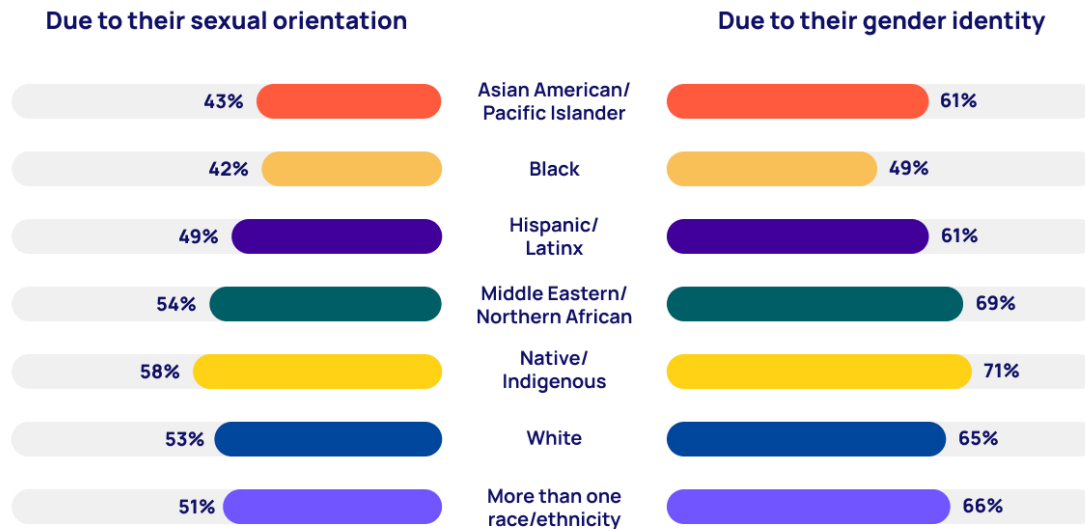 Due to their sexual orientation
Due to their gender identity
43%
Asian American/
Pacific Islander
61%
42%
Black
49%
49%
Hispanic/
Latinx
61%
54%
Middle Eastern/
Northern African
69%
58%
Native/
Indigenous
71%
53%
White
65%
51%
More than one
race/ethnicity
66%